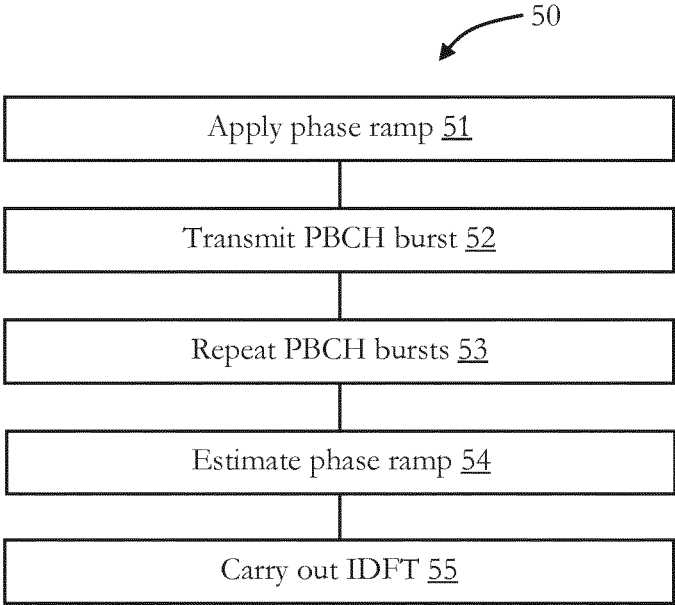 50
Apply phase ramp 51
Transmit PBCH burst 52
Repeat PBCH bursts 53
Estimate phase ramp 54
Carry out IDFT 55